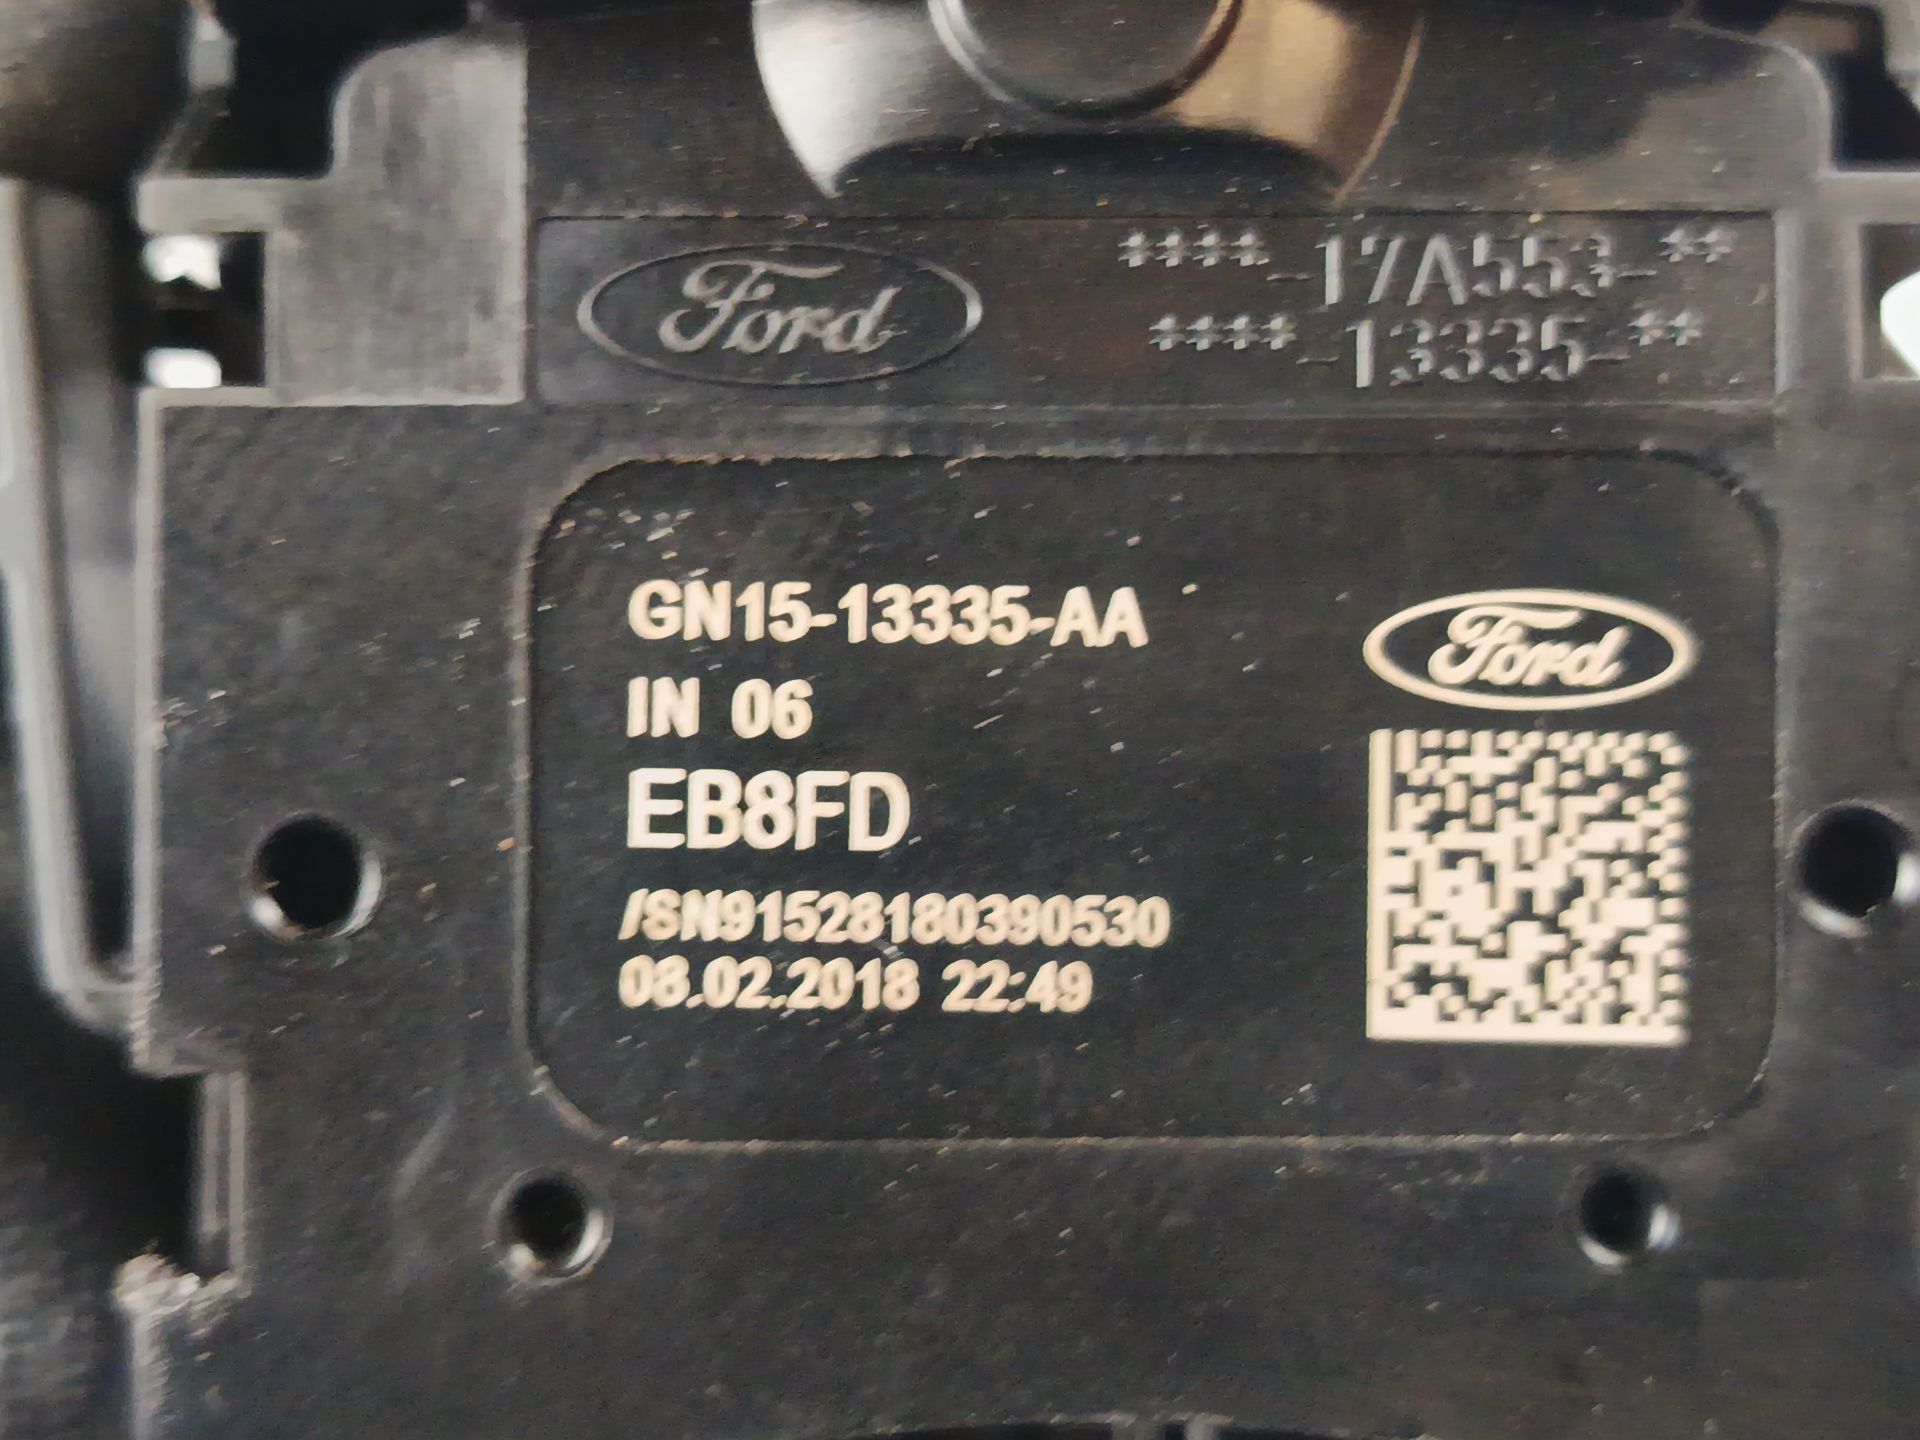 Ford
****-17A553-**
****-13335-**
GN15-13335-AA
IN 06
EB8FD
/SN91528180390530
08.02.2018 22:49
Ford